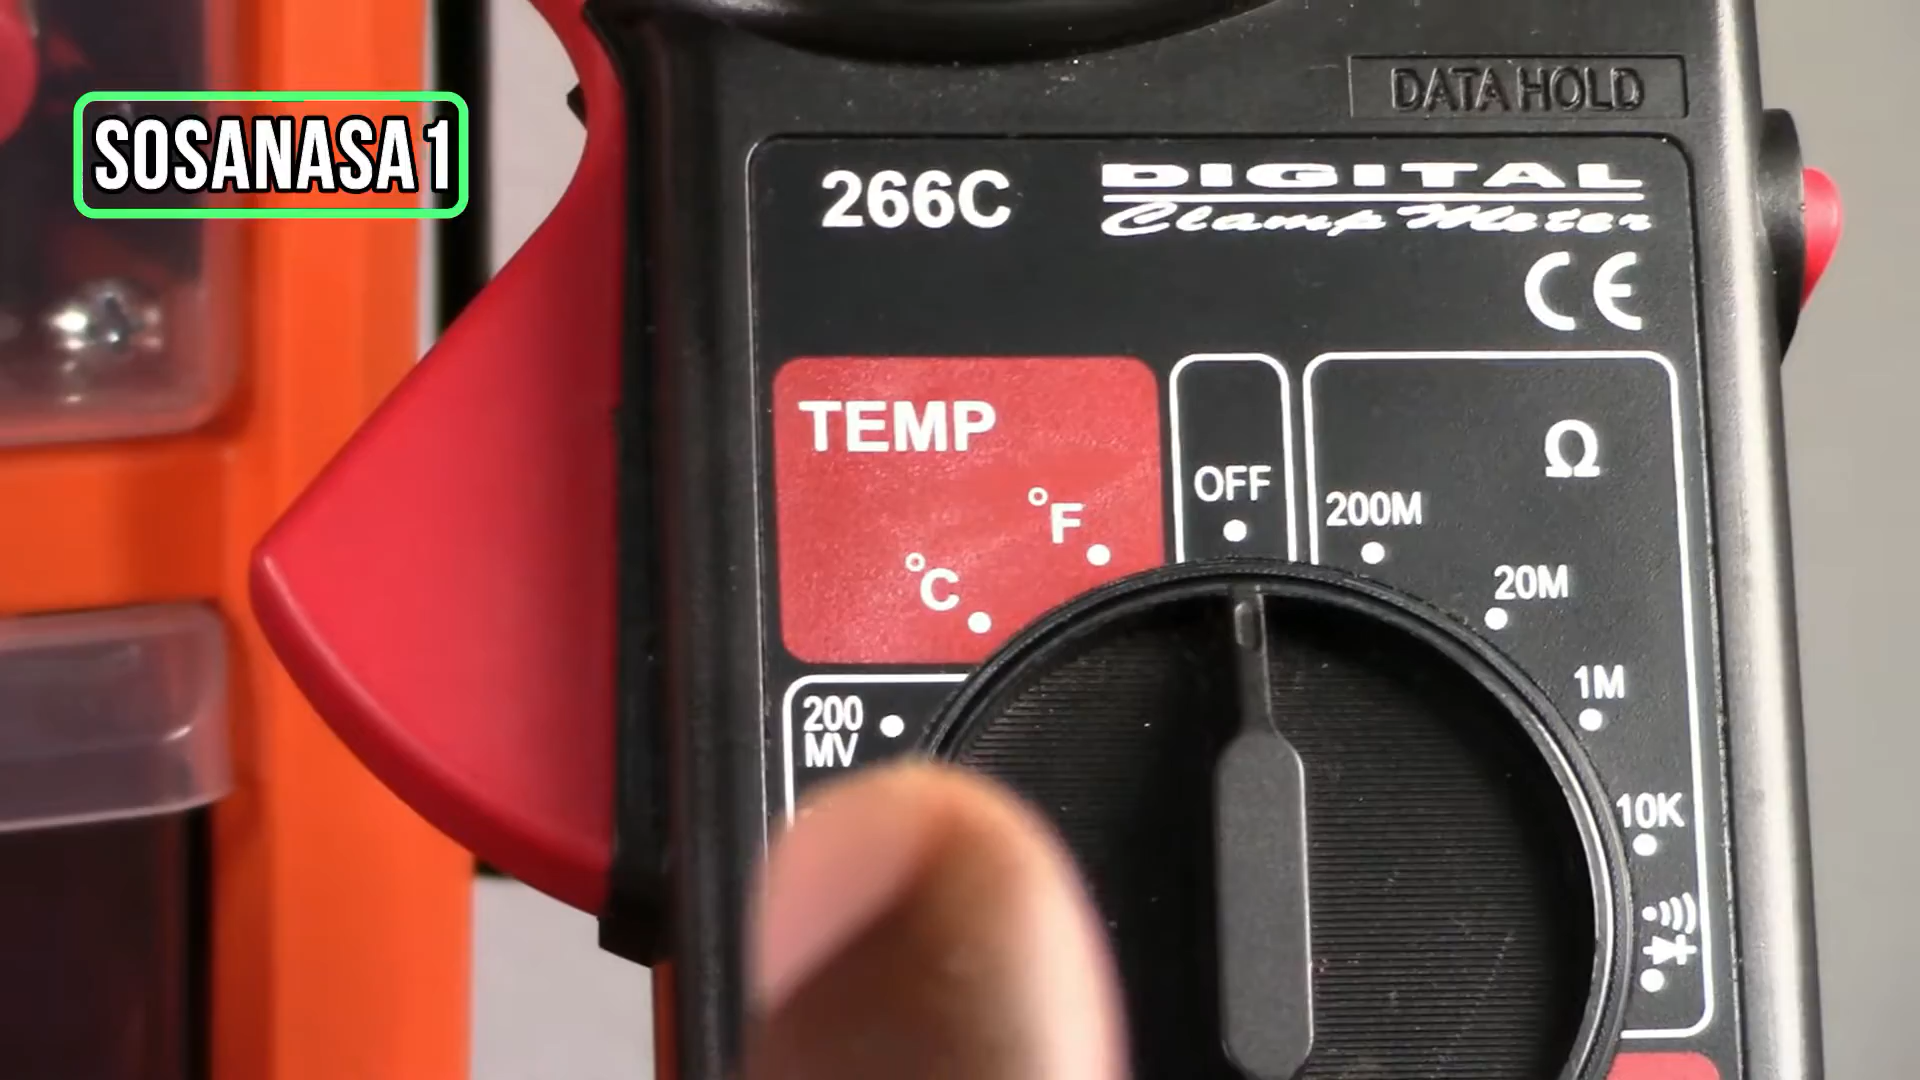 SOSANASA 1
DATA HOLD
266C
DIGITAL
Clamp Meter
CE
TEMP
°F
°C
OFF
Ω
200M
20M
1M
10K
200
MV